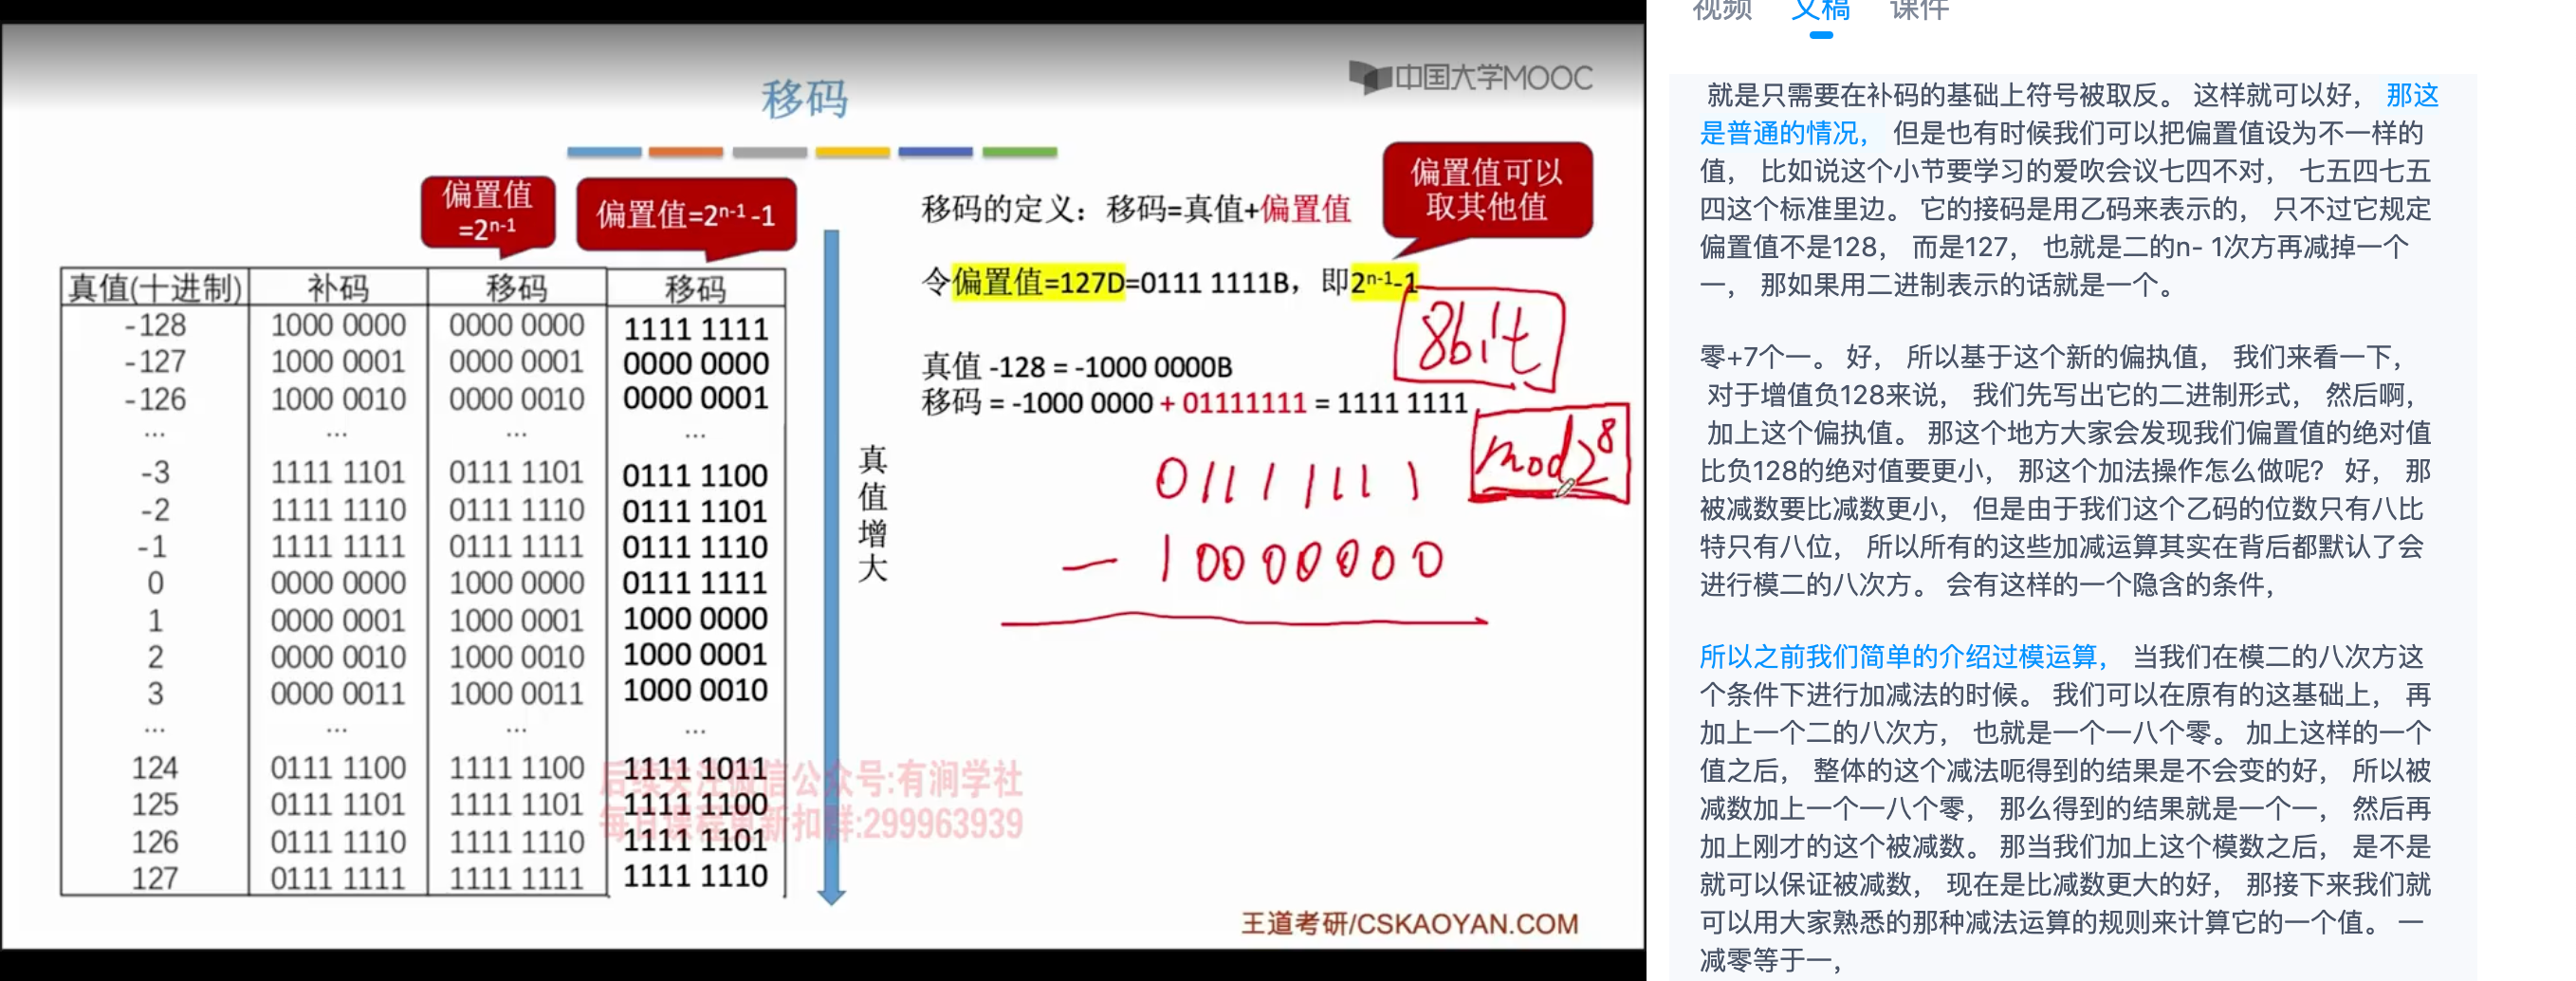 中国大学MOOC
移码
偏置值
=2ⁿ⁻¹
偏置值=2ⁿ⁻¹-1
真值(十进制) 补码 移码 移码
-128 1000 0000 0000 0000 1111 1111
-127 1000 0001 0000 0001 0000 0000
-126 1000 0010 0000 0010 0000 0001
... ... ... ...
-3 1111 1101 0111 1101 0111 1100
-2 1111 1110 0111 1110 0111 1101
-1 1111 1111 0111 1111 0111 1110
0 0000 0000 1000 0000 0111 1111
1 0000 0001 1000 0001 1000 0000
2 0000 0010 1000 0010 1000 0001
3 0000 0011 1000 0011 1000 0010
... ... ... ...
124 0111 1100 1111 1100 1111 1011
125 0111 1101 1111 1101 1111 1100
126 0111 1110 1111 1110 1111 1101
127 0111 1111 1111 1111 1111 1110
真值增大
偏置值可以
取其他值
移码的定义：移码=真值+偏置值
令偏置值=127D=0111 1111B，即2ⁿ⁻¹-1
8bit
真值 -128 = -1000 0000B
移码 = -1000 0000 + 01111111 = 1111 1111
mod2⁸
01111111
- 10000000
后续关注微信公众号:有涧学社
每日课程更新扣群:299963939
王道考研/CSKAOYAN.COM
视频 文稿 课件
就是只需要在补码的基础上符号被取反。 这样就可以好， 那这
是普通的情况， 但是也有时候我们可以把偏置值设为不一样的
值， 比如说这个小节要学习的爱吹会议七四不对， 七五四七五
四这个标准里边。 它的接码是用乙码来表示的， 只不过它规定
偏置值不是128， 而是127， 也就是二的n- 1次方再减掉一个
一， 那如果用二进制表示的话就是一个。
零+7个一。 好， 所以基于这个新的偏执值， 我们来看一下，
对于增值负128来说， 我们先写出它的二进制形式， 然后啊，
加上这个偏执值。 那这个地方大家会发现我们偏置值的绝对值
比负128的绝对值要更小， 那这个加法操作怎么做呢？ 好， 那
被减数要比减数更小， 但是由于我们这个乙码的位数只有八比
特只有八位， 所以所有的这些加减运算其实在背后都默认了会
进行模二的八次方。 会有这样的一个隐含的条件，
所以之前我们简单的介绍过模运算， 当我们在模二的八次方这
个条件下进行加减法的时候。 我们可以在原有的这基础上， 再
加上一个二的八次方， 也就是一个一八个零。 加上这样的一个
值之后， 整体的这个减法呃得到的结果是不会变的好， 所以被
减数加上一个一八个零， 那么得到的结果就是一个一， 然后再
加上刚才的这个被减数。 那当我们加上这个模数之后， 是不是
就可以保证被减数， 现在是比减数更大的好， 那接下来我们就
可以用大家熟悉的那种减法运算的规则来计算它的一个值。 一
减零等于一，